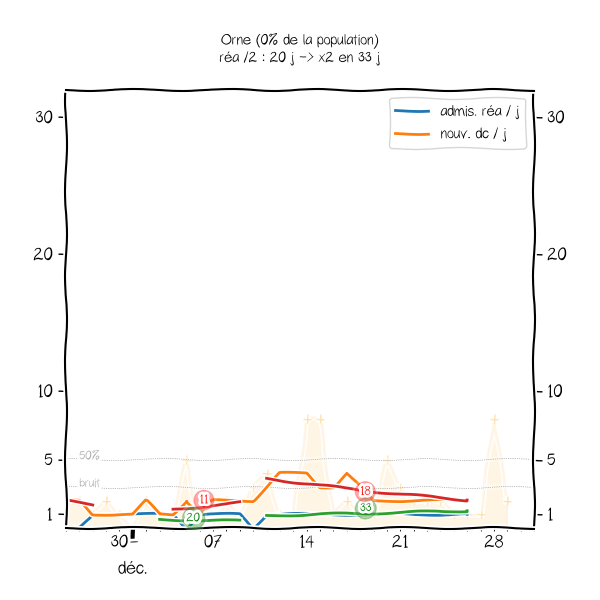 Orne (0% de la population)
réa /2 : 20 j -> x2 en 33 j
admis. réa / j
nouv. dc / j
30 30
20 20
10 10
50%
5 5
bruit
18
11
33
20
1 1
30 07 14 21 28
déc.